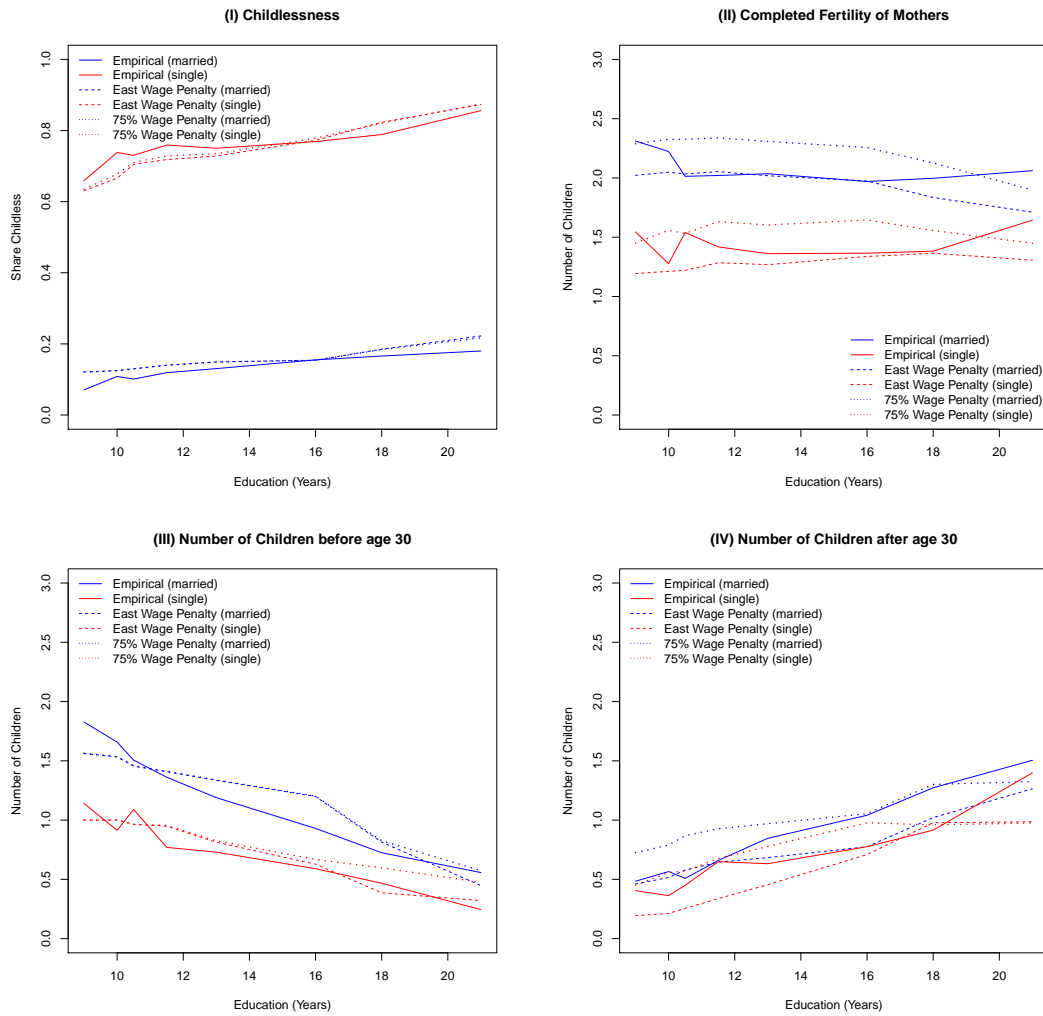 (I) Childlessness
Share Childless
0.0 0.2 0.4 0.6 0.8 1.0
Empirical (married)
Empirical (single)
East Wage Penalty (married)
East Wage Penalty (single)
75% Wage Penalty (married)
75% Wage Penalty (single)
10 12 14 16 18 20
Education (Years)
(II) Completed Fertility of Mothers
Number of Children
0.0 0.5 1.0 1.5 2.0 2.5 3.0
Empirical (married)
Empirical (single)
East Wage Penalty (married)
East Wage Penalty (single)
75% Wage Penalty (married)
75% Wage Penalty (single)
10 12 14 16 18 20
Education (Years)
(III) Number of Children before age 30
Number of Children
0.0 0.5 1.0 1.5 2.0 2.5 3.0
Empirical (married)
Empirical (single)
East Wage Penalty (married)
East Wage Penalty (single)
75% Wage Penalty (married)
75% Wage Penalty (single)
10 12 14 16 18 20
Education (Years)
(IV) Number of Children after age 30
Number of Children
0.0 0.5 1.0 1.5 2.0 2.5 3.0
Empirical (married)
Empirical (single)
East Wage Penalty (married)
East Wage Penalty (single)
75% Wage Penalty (married)
75% Wage Penalty (single)
10 12 14 16 18 20
Education (Years)